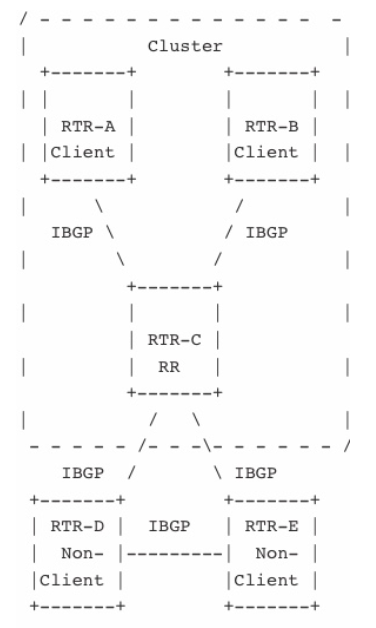 Cluster
RTR-A RTR-B
Client Client
IBGP IBGP
RTR-C
RR
IBGP IBGP
RTR-D IBGP RTR-E
Non- Non-
Client Client